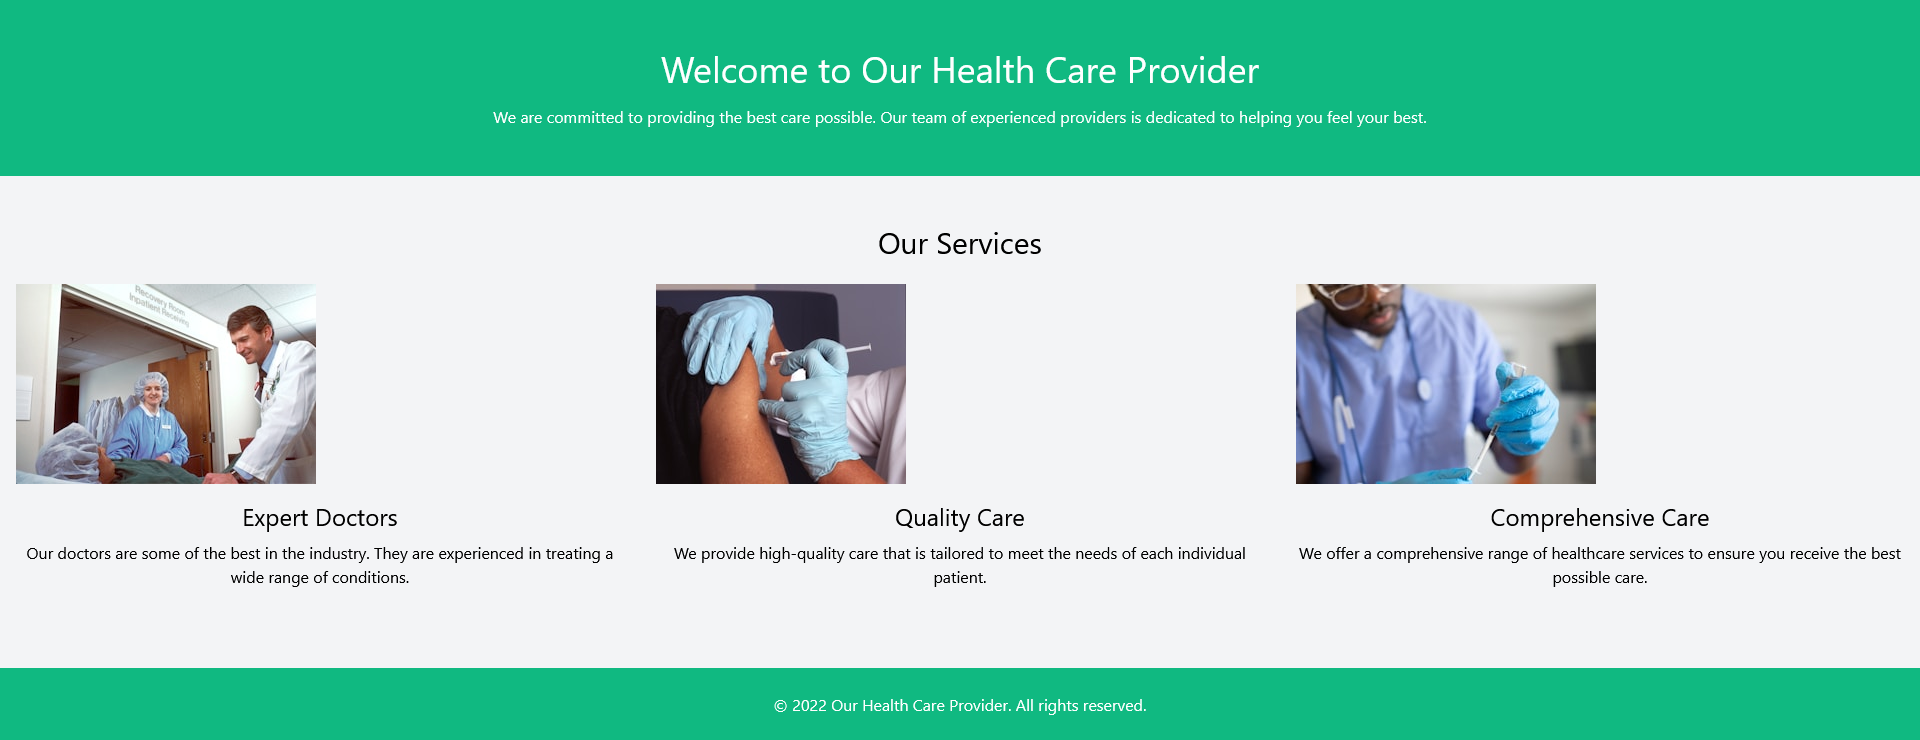 Welcome to Our Health Care Provider
We are committed to providing the best care possible. Our team of experienced providers is dedicated to helping you feel your best.
Our Services
Recovery Room
Inpatient Receiving
Expert Doctors
Our doctors are some of the best in the industry. They are experienced in treating a
wide range of conditions.
Quality Care
We provide high-quality care that is tailored to meet the needs of each individual
patient.
Comprehensive Care
We offer a comprehensive range of healthcare services to ensure you receive the best
possible care.
© 2022 Our Health Care Provider. All rights reserved.